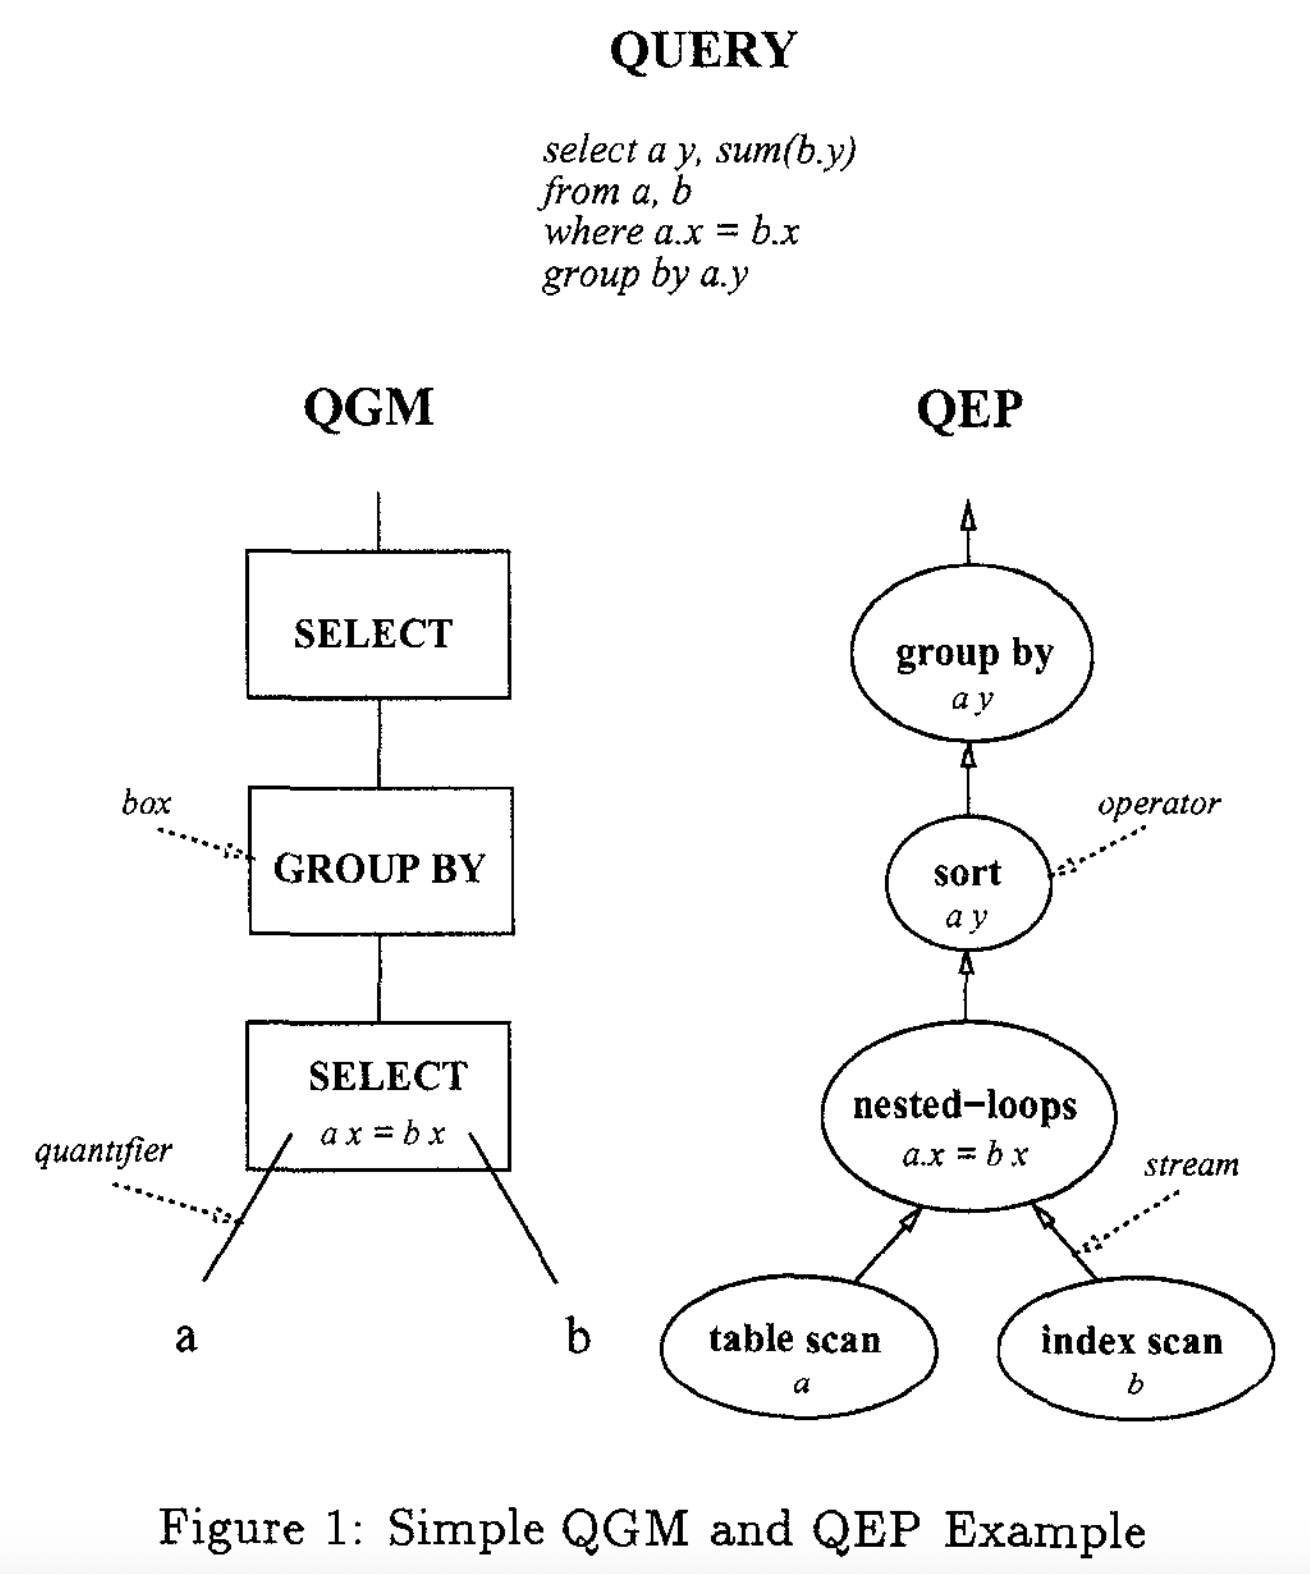 QUERY
select a y, sum(b.y)
from a, b
where a.x = b.x
group by a.y
QGM
SELECT
box
GROUP BY
SELECT
a x = b x
quantifier
a
b
QEP
group by
a y
operator
sort
a y
nested-loops
a.x = b x
stream
table scan
a
index scan
b
Figure 1: Simple QGM and QEP Example